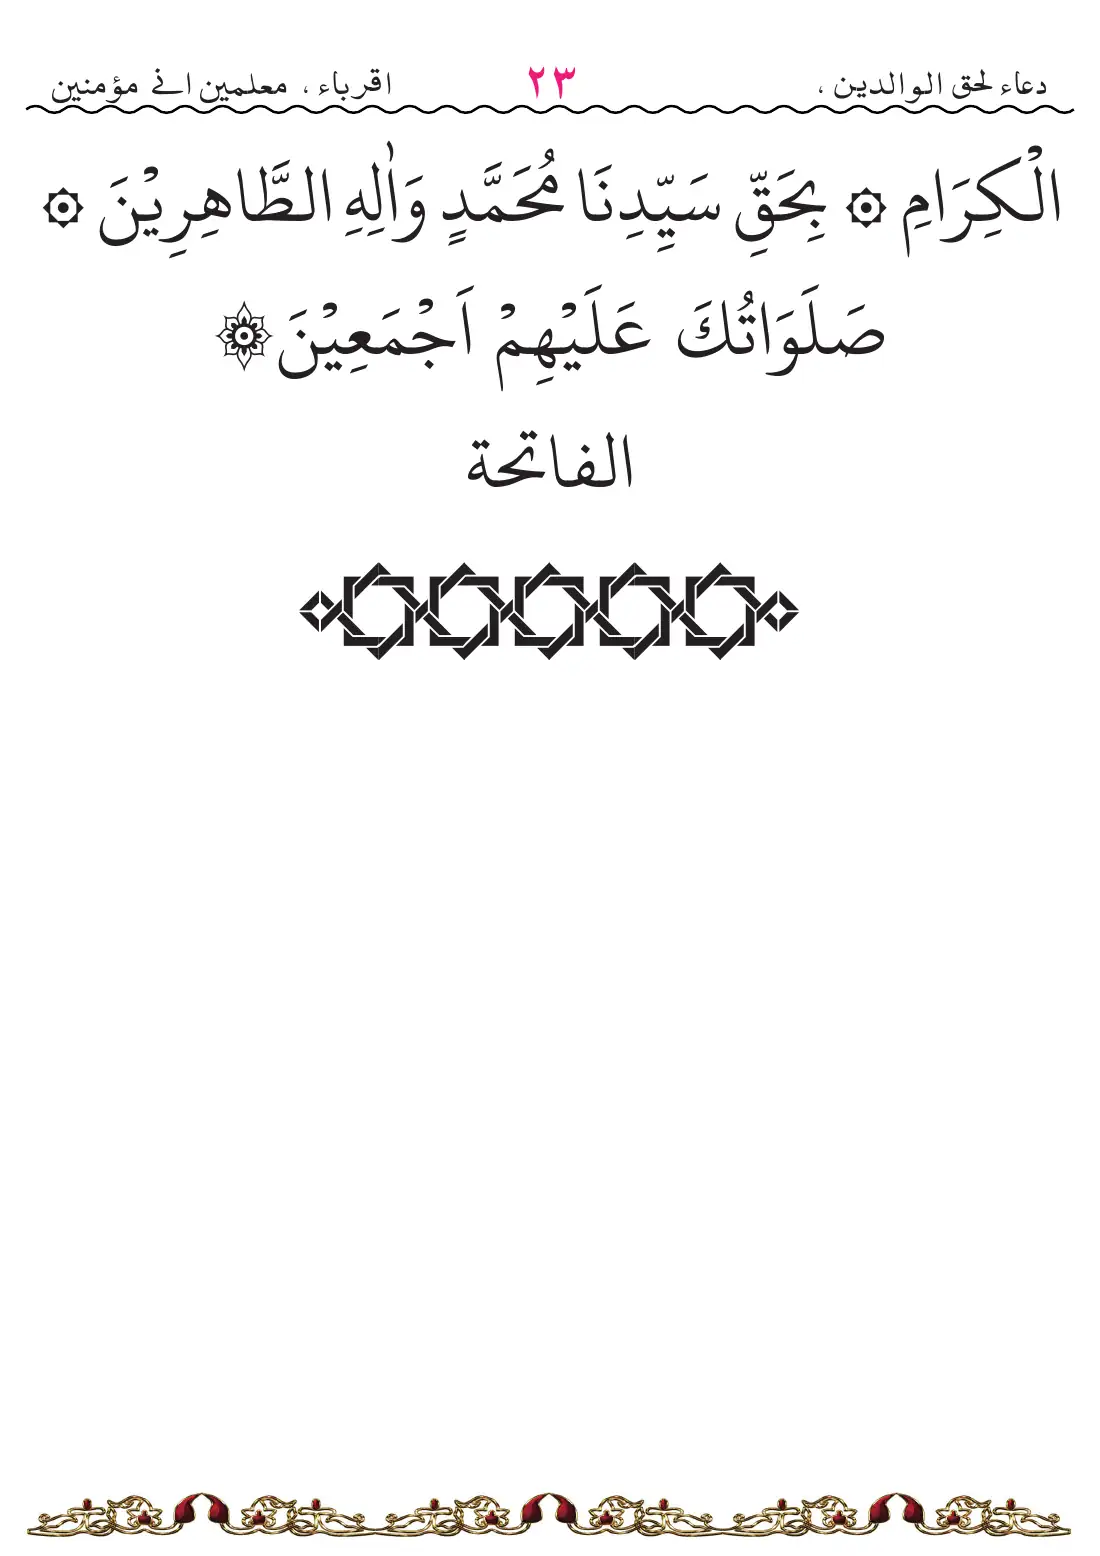 دعاء لحق الوالدين ، ٢٣ اقرباء ، معلمين انے مؤمنين
الْكِرَامِ ۞ بِحَقِّ سَيِّدِنَا مُحَمَّدٍ وَاٰلِهِ الطَّاهِرِيْنَ ۞
صَلَوَاتُكَ عَلَيْهِمْ اَجْمَعِيْنَ
الفاتحة